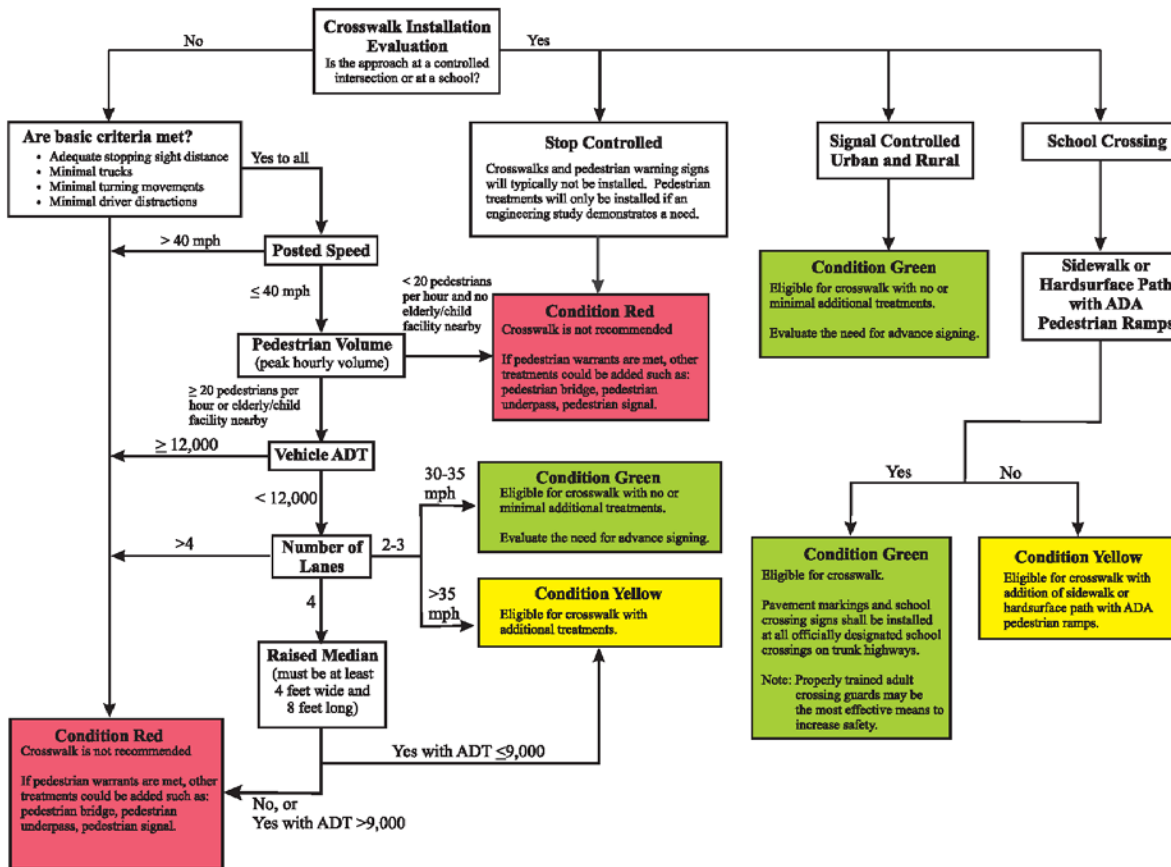 Crosswalk Installation
Evaluation
Is the approach at a controlled
intersection or at a school?
No
Yes
Are basic criteria met?
• Adequate stopping sight distance
• Minimal trucks
• Minimal turning movements
• Minimal driver distractions
Yes to all
Stop Controlled
Crosswalks and pedestrian warning signs
will typically not be installed. Pedestrian
treatments will only be installed if an
engineering study demonstrates a need.
Signal Controlled
Urban and Rural
School Crossing
> 40 mph
Posted Speed
≤ 40 mph
< 20 pedestrians
per hour and no
elderly/child
facility nearby
Pedestrian Volume
(peak hourly volume)
Condition Red
Crosswalk is not recommended
If pedestrian warrants are met, other
treatments could be added such as:
pedestrian bridge, pedestrian
underpass, pedestrian signal.
Condition Green
Eligible for crosswalk with no or
minimal additional treatments.
Evaluate the need for advance signing.
Sidewalk or
Hardsurface Path
with ADA
Pedestrian Ramps
≥ 20 pedestrians per
hour or elderly/child
facility nearby
≥ 12,000
Vehicle ADT
< 12,000
>4
Number of
Lanes
2-3
30-35
mph
Condition Green
Eligible for crosswalk with no or
minimal additional treatments.
Evaluate the need for advance signing.
>35
mph
Condition Yellow
Eligible for crosswalk with
additional treatments.
4
Raised Median
(must be at least
4 feet wide and
8 feet long)
Yes with ADT ≤9,000
No, or
Yes with ADT >9,000
Condition Red
Crosswalk is not recommended
If pedestrian warrants are met, other
treatments could be added such as:
pedestrian bridge, pedestrian
underpass, pedestrian signal.
Yes
No
Condition Green
Eligible for crosswalk.
Pavement markings and school
crossing signs shall be installed
at all officially designated school
crossings on trunk highways.
Note: Properly trained adult
crossing guards may be
the most effective means to
increase safety.
Condition Yellow
Eligible for crosswalk with
addition of sidewalk or
hardsurface path with ADA
pedestrian ramps.